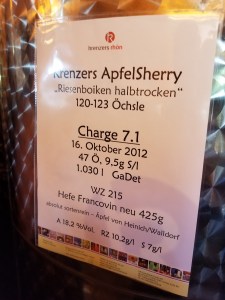 krenzers rhön
Krenzers ApfelSherry
„Riesenboiken halbtrocken"
120-123 Öchsle
Charge 7.1
16. Oktober 2012
47 Ö, 9,5g S/l
1.030 l GaDet
WZ 215
Hefe Francovin neu 425g
absolut sortenrein - Äpfel von Heinich/Walldorf
A 18,2 %Vol. RZ 10,2g/l S 7g/l